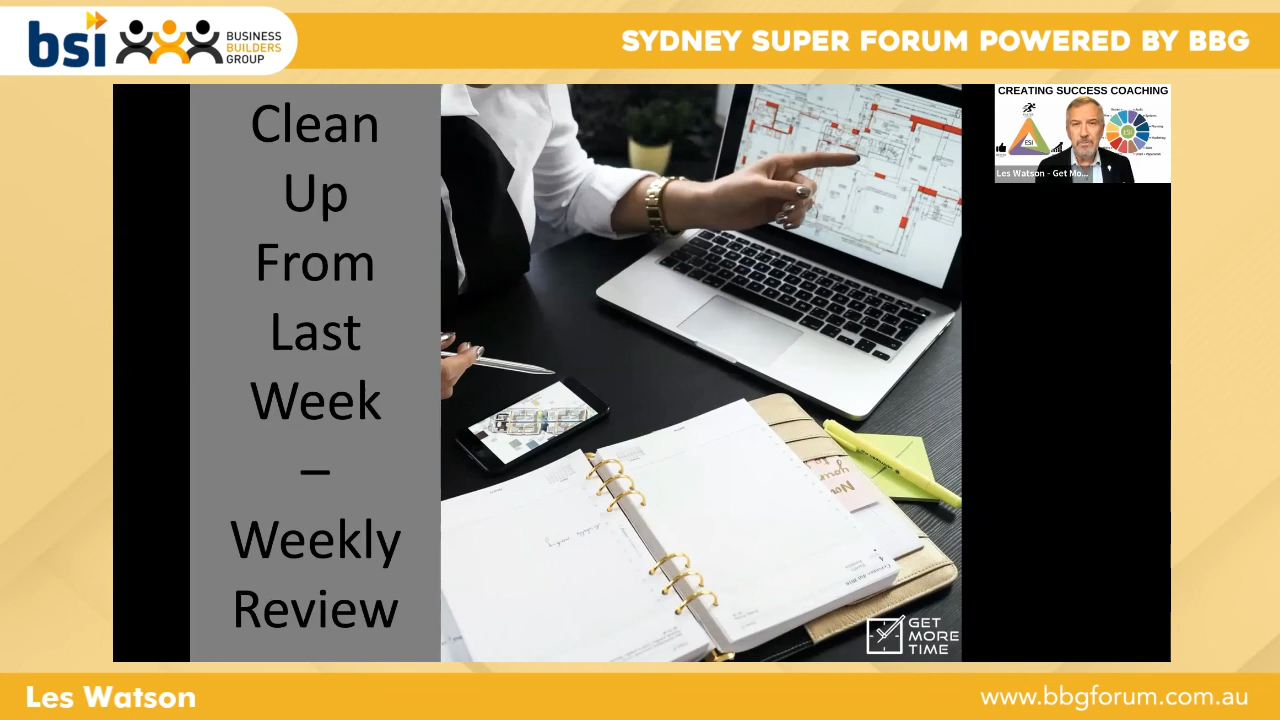 bsi
BUSINESS
BUILDERS
GROUP
SYDNEY SUPER FORUM POWERED BY BBG
Clean
Up
From
Last
Week
–
Weekly
Review
CREATING SUCCESS COACHING
ESI
ESI
Les Watson - Get Mo...
GET
MORE
TIME
Les Watson
www.bbgforum.com.au